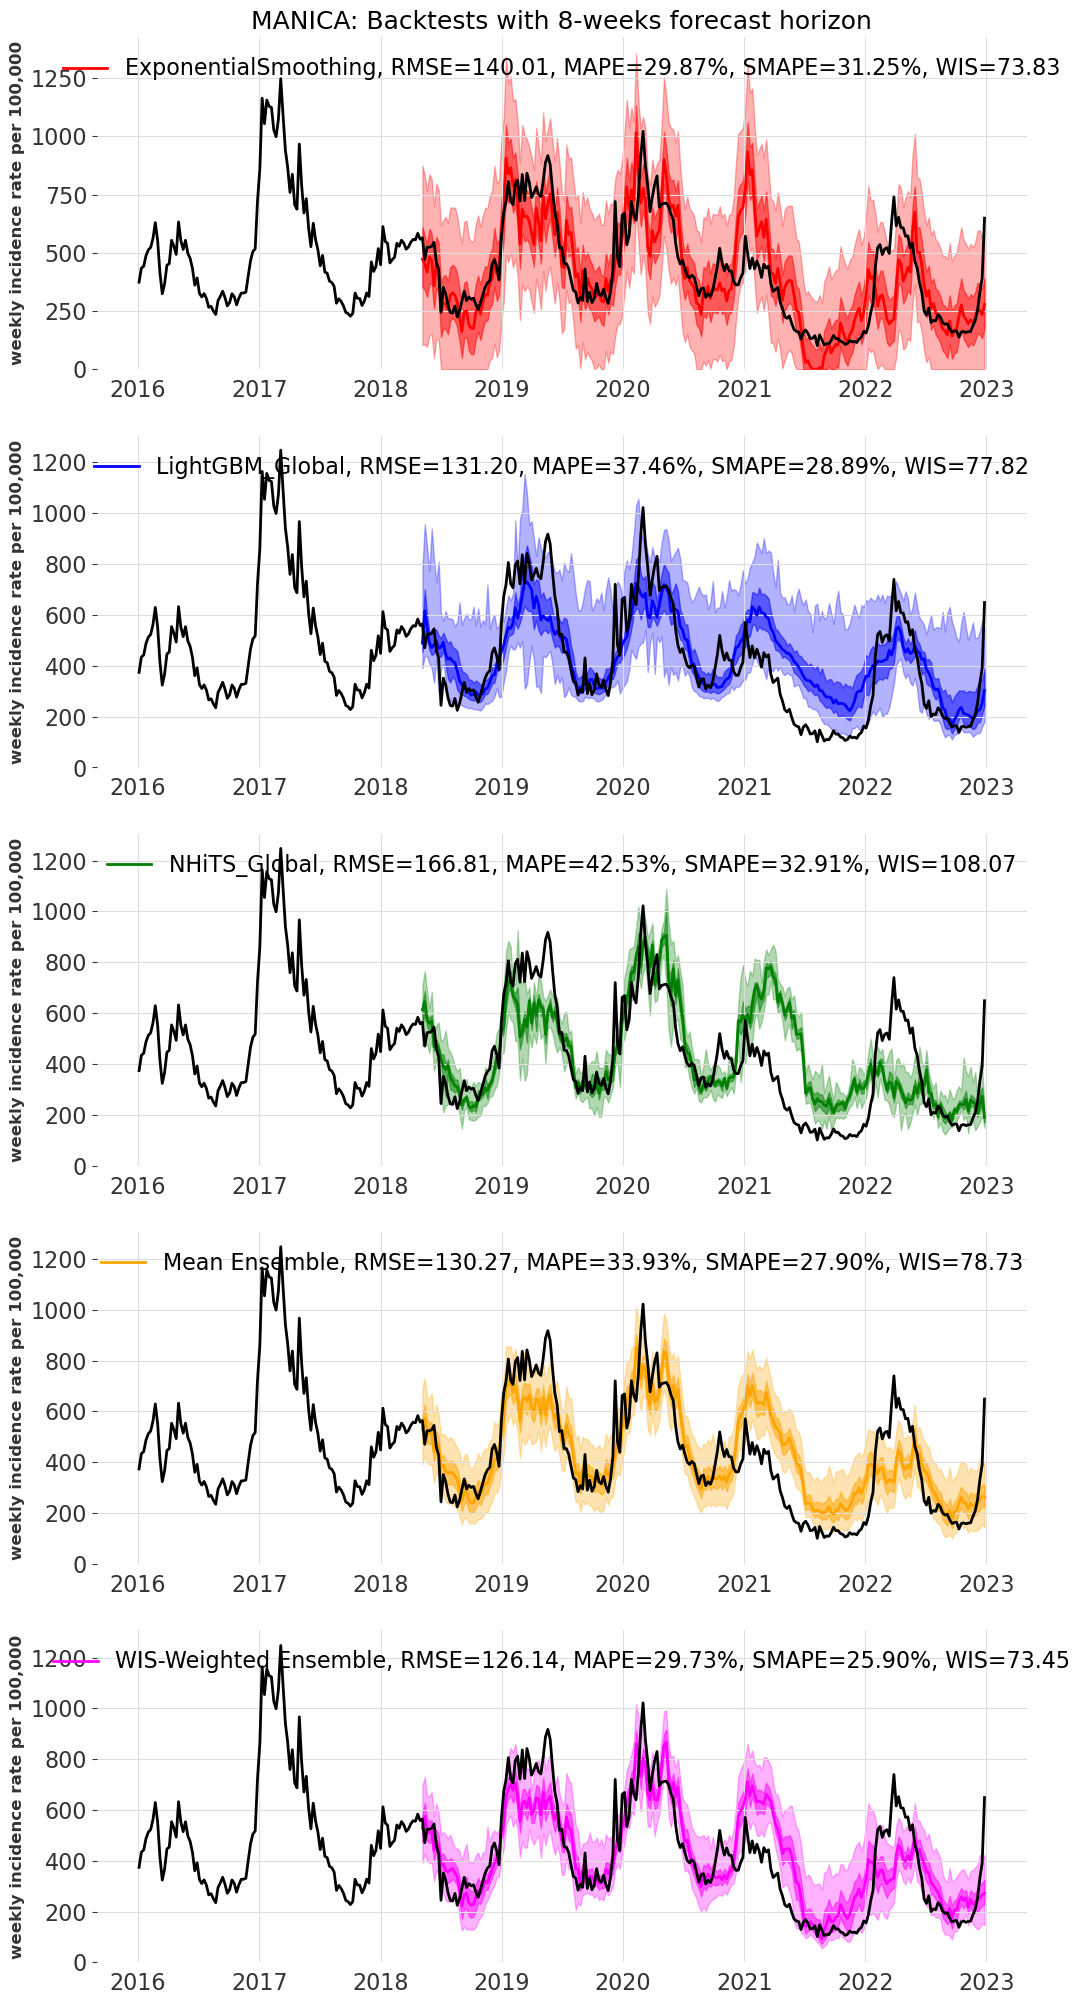 MANICA: Backtests with 8-weeks forecast horizon
ExponentialSmoothing, RMSE=140.01, MAPE=29.87%, SMAPE=31.25%, WIS=73.83
weekly incidence rate per 100,000
1250
1000
750
500
250
0
2016 2017 2018 2019 2020 2021 2022 2023
LightGBM_Global, RMSE=131.20, MAPE=37.46%, SMAPE=28.89%, WIS=77.82
weekly incidence rate per 100,000
1200
1000
800
600
400
200
0
2016 2017 2018 2019 2020 2021 2022 2023
NHiTS_Global, RMSE=166.81, MAPE=42.53%, SMAPE=32.91%, WIS=108.07
weekly incidence rate per 100,000
1200
1000
800
600
400
200
0
2016 2017 2018 2019 2020 2021 2022 2023
Mean Ensemble, RMSE=130.27, MAPE=33.93%, SMAPE=27.90%, WIS=78.73
weekly incidence rate per 100,000
1200
1000
800
600
400
200
0
2016 2017 2018 2019 2020 2021 2022 2023
WIS-Weighted Ensemble, RMSE=126.14, MAPE=29.73%, SMAPE=25.90%, WIS=73.45
weekly incidence rate per 100,000
1200
1000
800
600
400
200
0
2016 2017 2018 2019 2020 2021 2022 2023